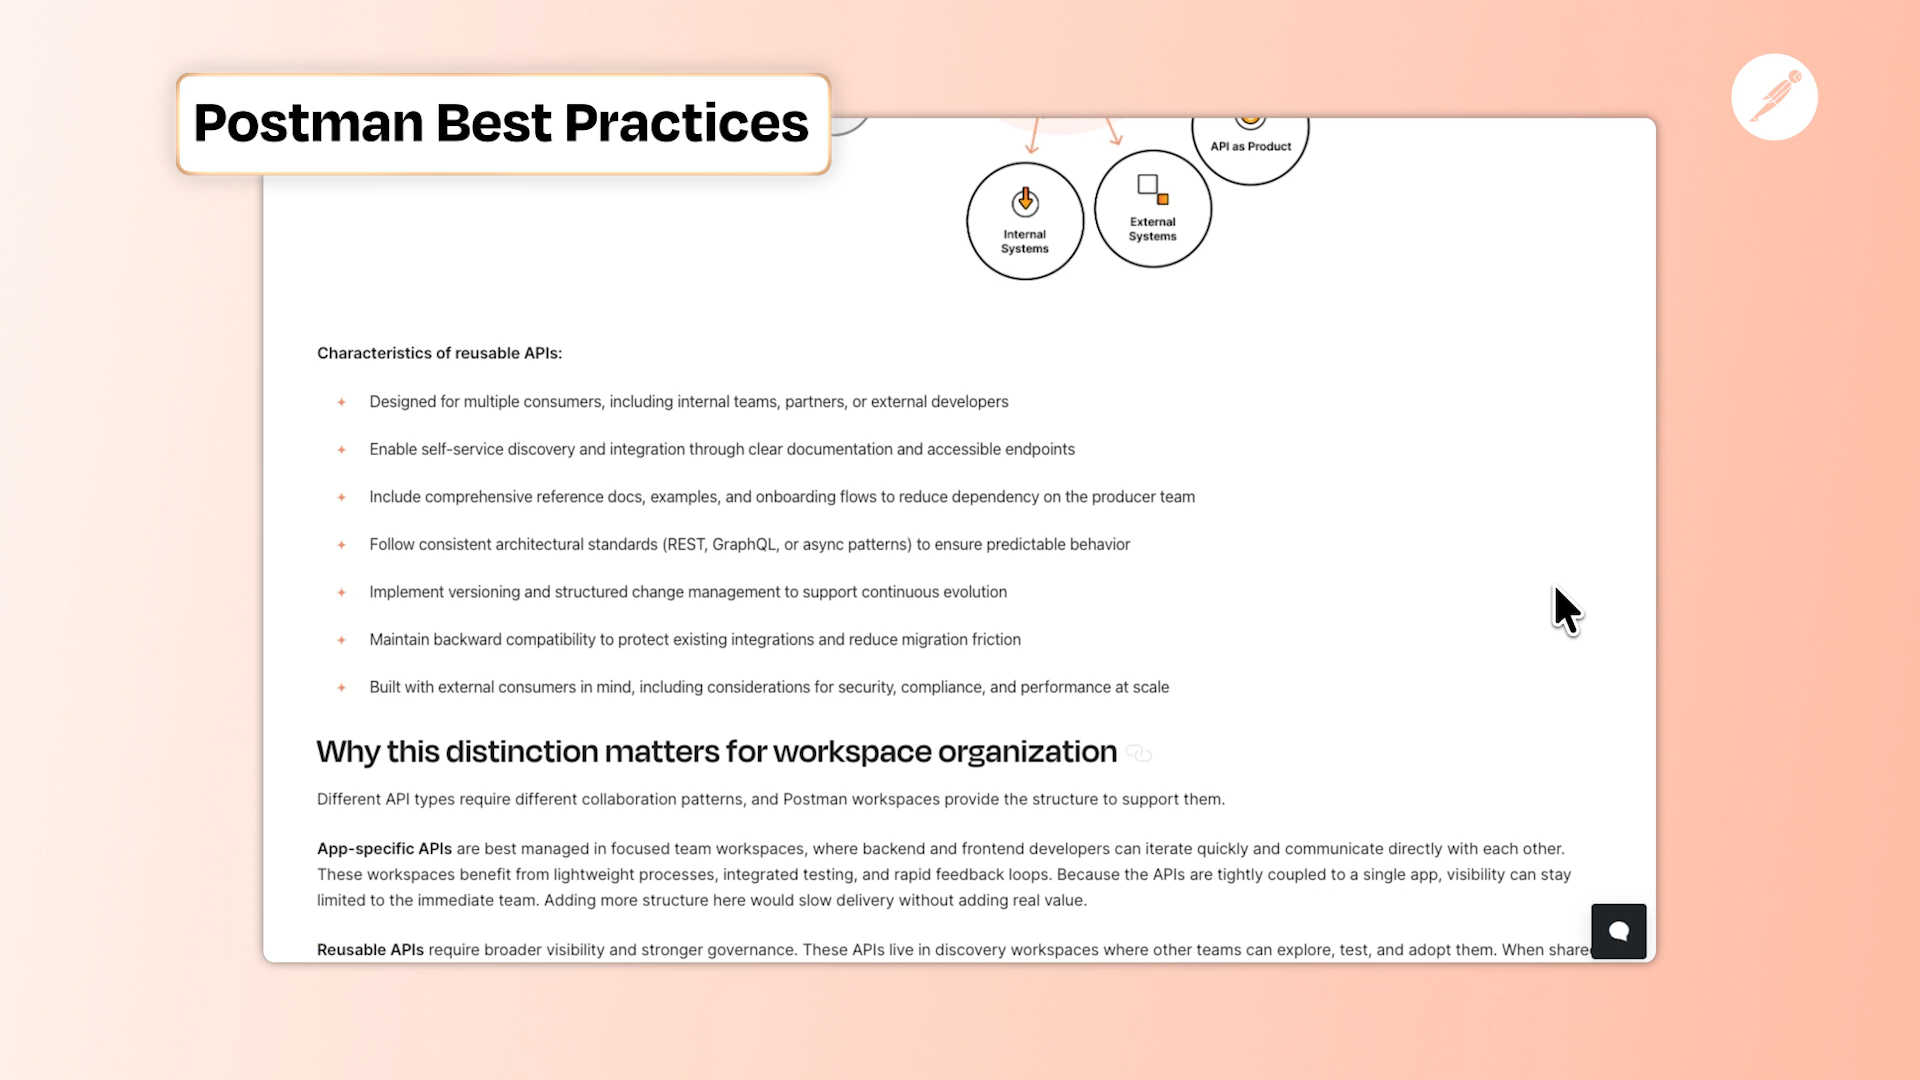 Postman Best Practices
API as Product
Internal
Systems
External
Systems
Characteristics of reusable APIs:
Designed for multiple consumers, including internal teams, partners, or external developers
Enable self-service discovery and integration through clear documentation and accessible endpoints
Include comprehensive reference docs, examples, and onboarding flows to reduce dependency on the producer team
Follow consistent architectural standards (REST, GraphQL, or async patterns) to ensure predictable behavior
Implement versioning and structured change management to support continuous evolution
Maintain backward compatibility to protect existing integrations and reduce migration friction
Built with external consumers in mind, including considerations for security, compliance, and performance at scale
Why this distinction matters for workspace organization
Different API types require different collaboration patterns, and Postman workspaces provide the structure to support them.
App-specific APIs are best managed in focused team workspaces, where backend and frontend developers can iterate quickly and communicate directly with each other.
These workspaces benefit from lightweight processes, integrated testing, and rapid feedback loops. Because the APIs are tightly coupled to a single app, visibility can stay
limited to the immediate team. Adding more structure here would slow delivery without adding real value.
Reusable APIs require broader visibility and stronger governance. These APIs live in discovery workspaces where other teams can explore, test, and adopt them. When share